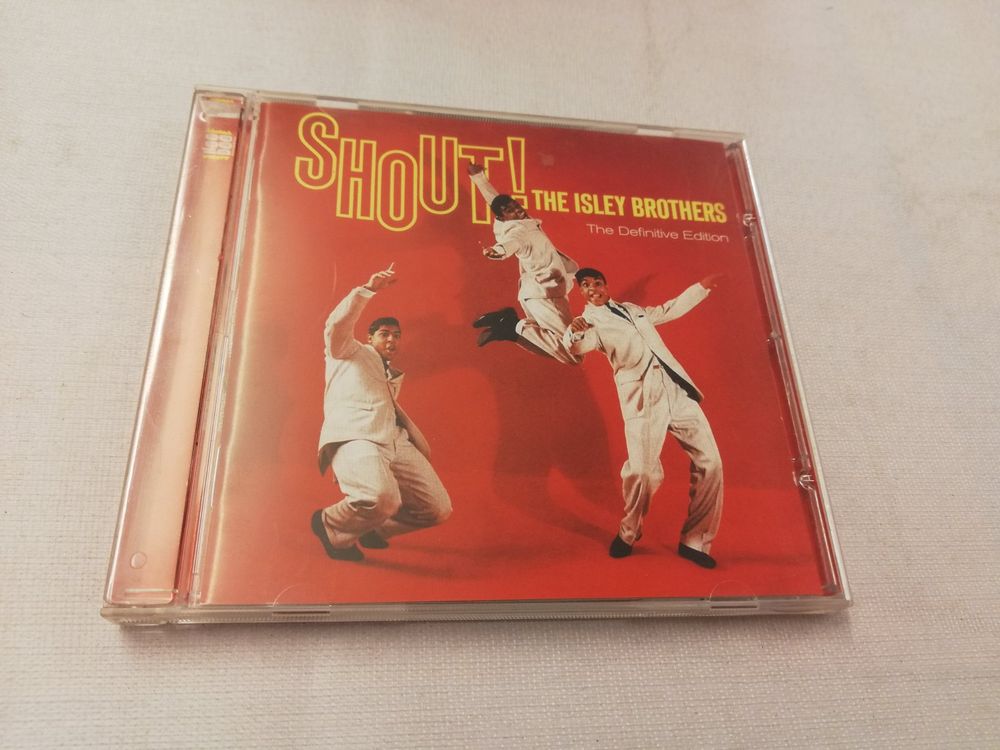 SHOUT!
THE ISLEY BROTHERS
The Definitive Edition